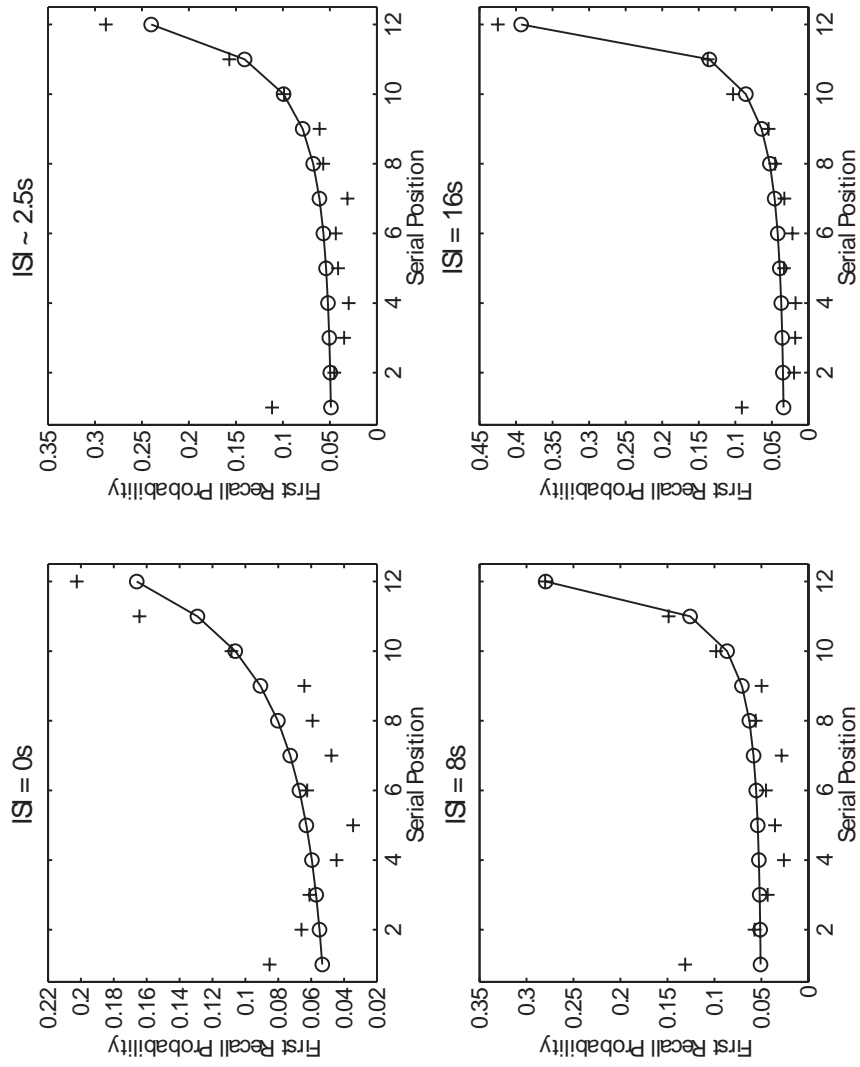 ISI = 0s
0.22
0.2
0.18
0.16
0.14
0.12
0.1
0.08
0.06
0.04
0.02
First Recall Probability
2 4 6 8 10 12
Serial Position
ISI ~ 2.5s
0.35
0.3
0.25
0.2
0.15
0.1
0.05
0
First Recall Probability
2 4 6 8 10 12
Serial Position
ISI = 8s
0.35
0.3
0.25
0.2
0.15
0.1
0.05
0
First Recall Probability
2 4 6 8 10 12
Serial Position
ISI = 16s
0.45
0.4
0.35
0.3
0.25
0.2
0.15
0.1
0.05
0
First Recall Probability
2 4 6 8 10 12
Serial Position